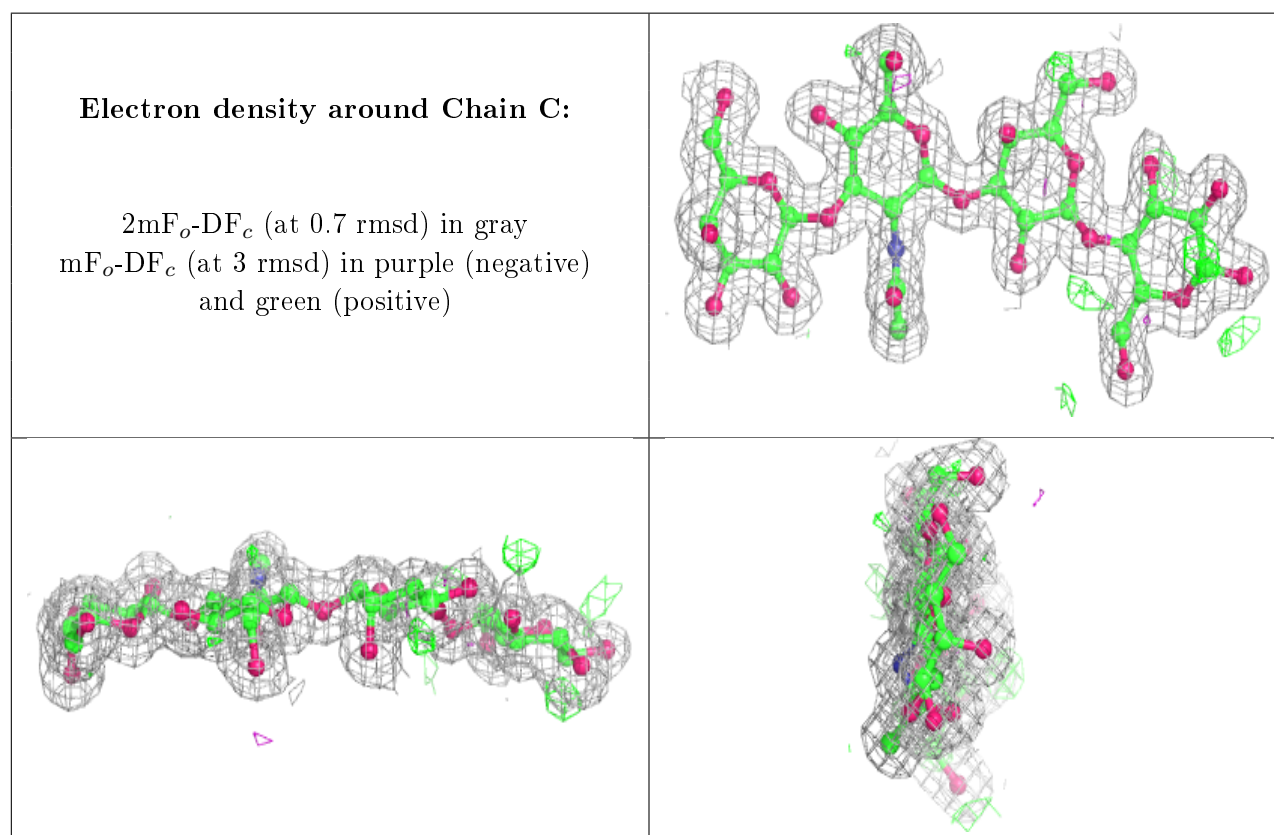 Electron density around Chain C:
2mFo-DFc (at 0.7 rmsd) in gray
mFo-DFc (at 3 rmsd) in purple (negative)
and green (positive)